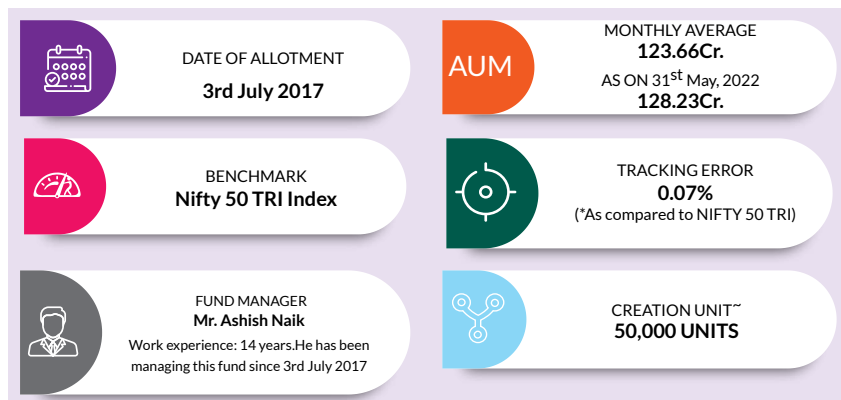 DATE OF ALLOTMENT
3rd July 2017
AUM
MONTHLY AVERAGE
123.66Cr.
AS ON 31st May, 2022
128.23Cr.
BENCHMARK
Nifty 50 TRI Index
TRACKING ERROR
0.07%
(*As compared to NIFTY 50 TRI)
FUND MANAGER
Mr. Ashish Naik
Work experience: 14 years.He has been
managing this fund since 3rd July 2017
CREATION UNIT~
50,000 UNITS